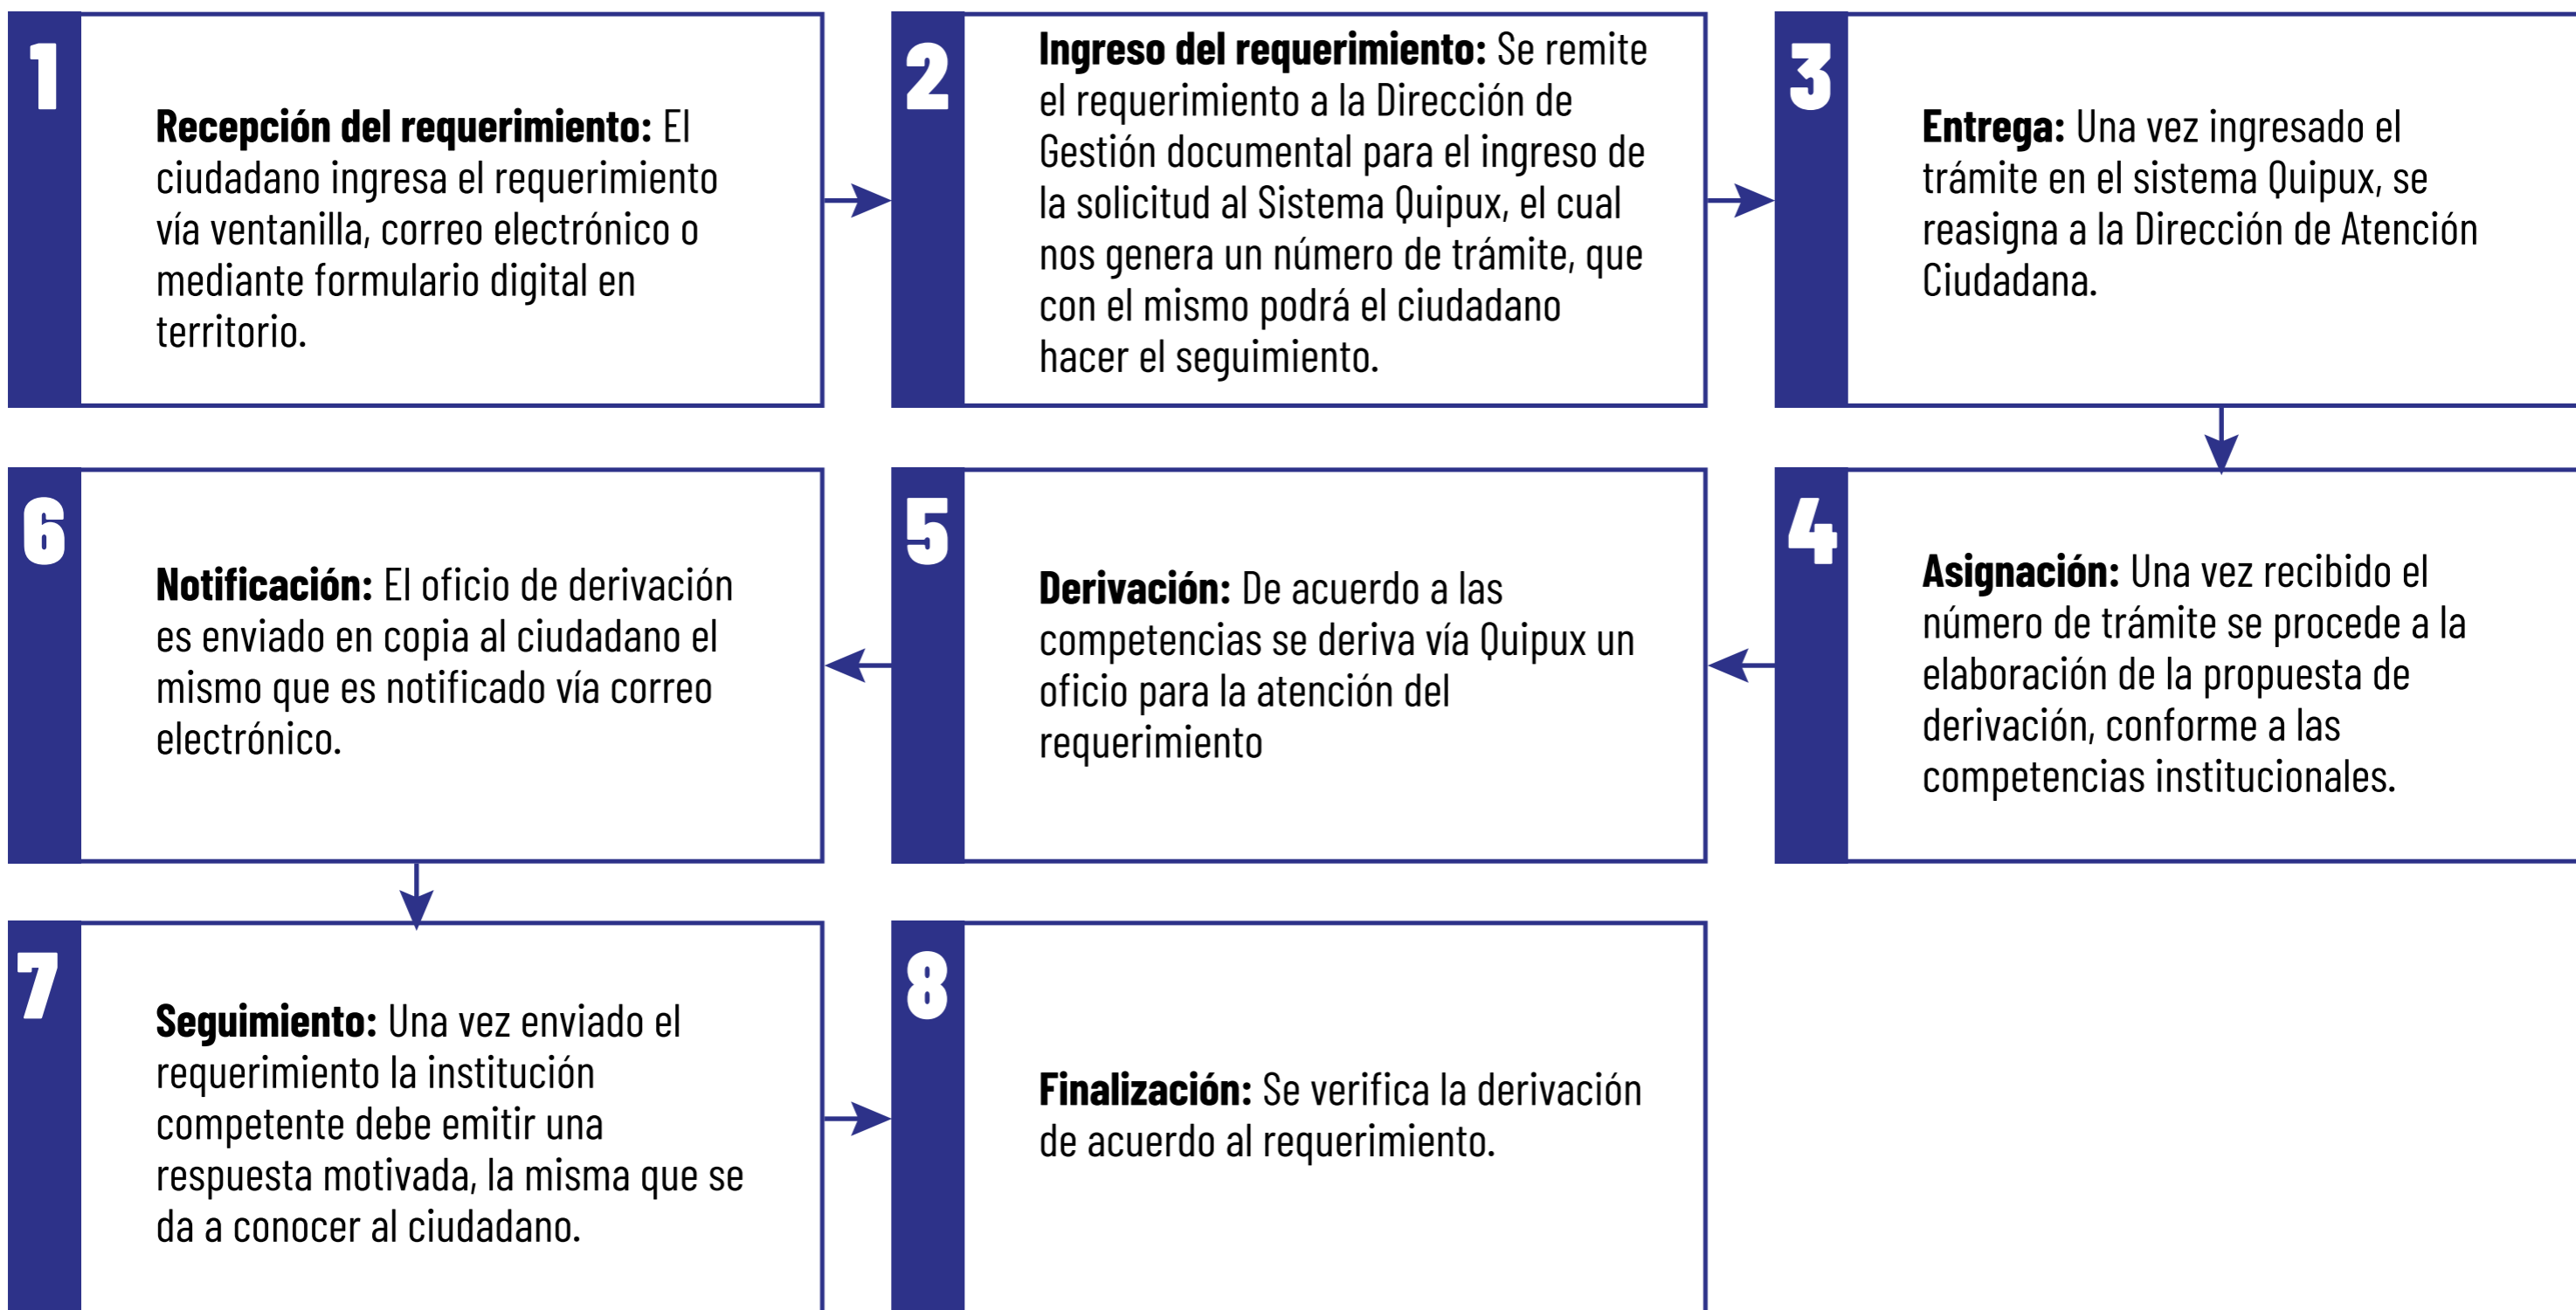 1
Recepción del requerimiento: El
ciudadano ingresa el requerimiento
vía ventanilla, correo electrónico o
mediante formulario digital en
territorio.
2
Ingreso del requerimiento: Se remite
el requerimiento a la Dirección de
Gestión documental para el ingreso de
la solicitud al Sistema Quipux, el cual
nos genera un número de trámite, que
con el mismo podrá el ciudadano
hacer el seguimiento.
3
Entrega: Una vez ingresado el
trámite en el sistema Quipux, se
reasigna a la Dirección de Atención
Ciudadana.
4
Asignación: Una vez recibido el
número de trámite se procede a la
elaboración de la propuesta de
derivación, conforme a las
competencias institucionales.
5
Derivación: De acuerdo a las
competencias se deriva vía Quipux un
oficio para la atención del
requerimiento
6
Notificación: El oficio de derivación
es enviado en copia al ciudadano el
mismo que es notificado vía correo
electrónico.
7
Seguimiento: Una vez enviado el
requerimiento la institución
competente debe emitir una
respuesta motivada, la misma que se
da a conocer al ciudadano.
8
Finalización: Se verifica la derivación
de acuerdo al requerimiento.